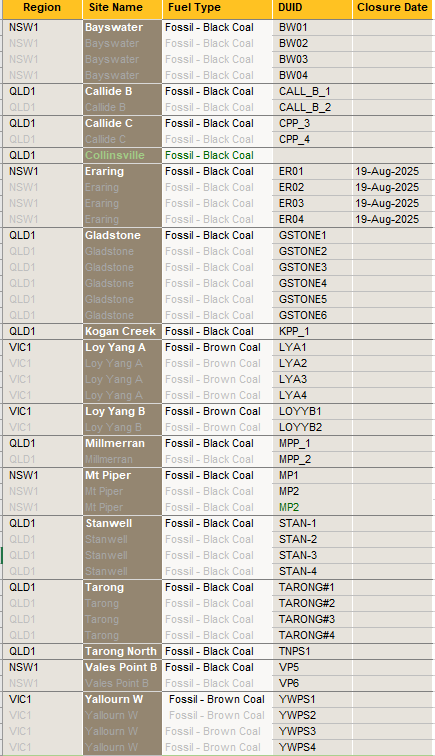 Region Site Name Fuel Type DUID Closure Date
NSW1 Bayswater Fossil - Black Coal BW01
NSW1 Bayswater Fossil - Black Coal BW02
NSW1 Bayswater Fossil - Black Coal BW03
NSW1 Bayswater Fossil - Black Coal BW04
QLD1 Callide B Fossil - Black Coal CALL_B_1
QLD1 Callide B Fossil - Black Coal CALL_B_2
QLD1 Callide C Fossil - Black Coal CPP_3
QLD1 Callide C Fossil - Black Coal CPP_4
QLD1 Collinsville Fossil - Black Coal
NSW1 Eraring Fossil - Black Coal ER01 19-Aug-2025
NSW1 Eraring Fossil - Black Coal ER02 19-Aug-2025
NSW1 Eraring Fossil - Black Coal ER03 19-Aug-2025
NSW1 Eraring Fossil - Black Coal ER04 19-Aug-2025
QLD1 Gladstone Fossil - Black Coal GSTONE1
QLD1 Gladstone Fossil - Black Coal GSTONE2
QLD1 Gladstone Fossil - Black Coal GSTONE3
QLD1 Gladstone Fossil - Black Coal GSTONE4
QLD1 Gladstone Fossil - Black Coal GSTONE5
QLD1 Gladstone Fossil - Black Coal GSTONE6
QLD1 Kogan Creek Fossil - Black Coal KPP_1
VIC1 Loy Yang A Fossil - Brown Coal LYA1
VIC1 Loy Yang A Fossil - Brown Coal LYA2
VIC1 Loy Yang A Fossil - Brown Coal LYA3
VIC1 Loy Yang A Fossil - Brown Coal LYA4
VIC1 Loy Yang B Fossil - Brown Coal LOYYB1
VIC1 Loy Yang B Fossil - Brown Coal LOYYB2
QLD1 Millmerran Fossil - Black Coal MPP_1
QLD1 Millmerran Fossil - Black Coal MPP_2
NSW1 Mt Piper Fossil - Black Coal MP1
NSW1 Mt Piper Fossil - Black Coal MP2
NSW1 Mt Piper Fossil - Black Coal MP2
QLD1 Stanwell Fossil - Black Coal STAN-1
QLD1 Stanwell Fossil - Black Coal STAN-2
QLD1 Stanwell Fossil - Black Coal STAN-3
QLD1 Stanwell Fossil - Black Coal STAN-4
QLD1 Tarong Fossil - Black Coal TARONG#1
QLD1 Tarong Fossil - Black Coal TARONG#2
QLD1 Tarong Fossil - Black Coal TARONG#3
QLD1 Tarong Fossil - Black Coal TARONG#4
QLD1 Tarong North Fossil - Black Coal TNPS1
NSW1 Vales Point B Fossil - Black Coal VP5
NSW1 Vales Point B Fossil - Black Coal VP6
VIC1 Yallourn W Fossil - Brown Coal YWPS1
VIC1 Yallourn W Fossil - Brown Coal YWPS2
VIC1 Yallourn W Fossil - Brown Coal YWPS3
VIC1 Yallourn W Fossil - Brown Coal YWPS4